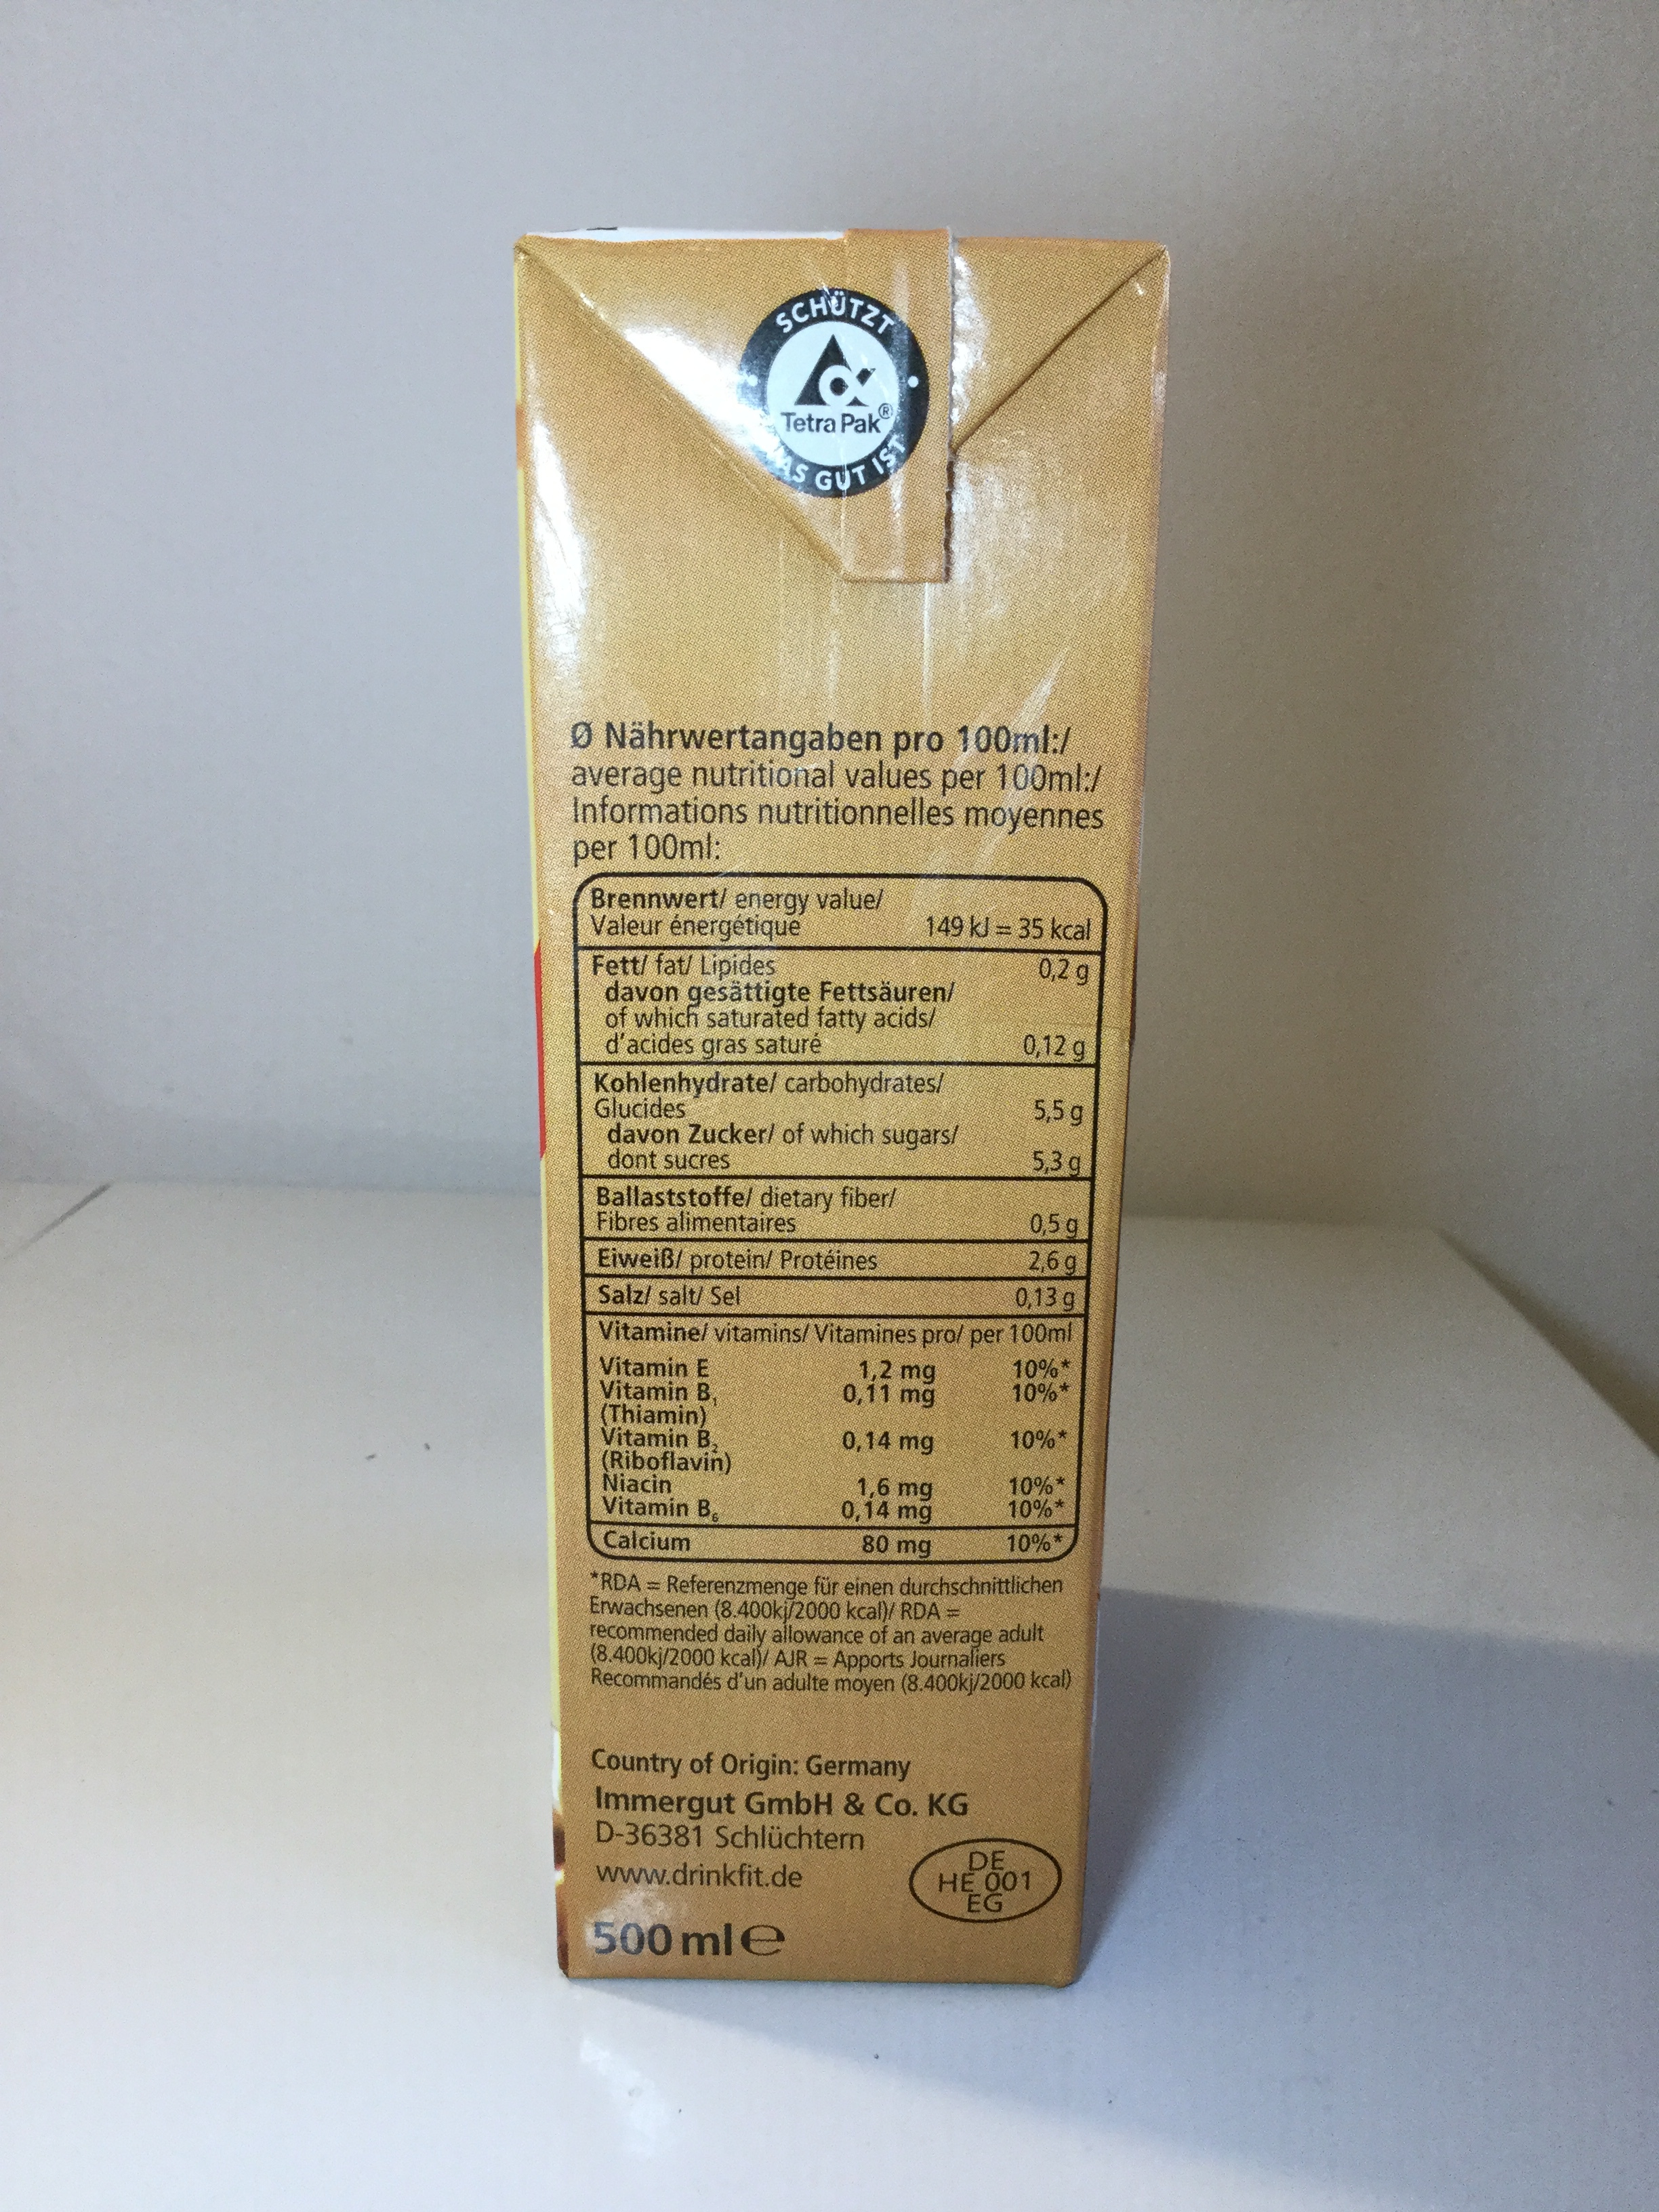 SCHÜTZT
Tetra Pak®
WAS GUT IST
Ø Nährwertangaben pro 100ml:/
average nutritional values per 100ml:/
Informations nutritionnelles moyennes
per 100ml:
Brennwert/ energy value/
Valeur énergétique 149 kJ = 35 kcal
Fett/ fat/ Lipides 0,2 g
davon gesättigte Fettsäuren/
of which saturated fatty acids/
d'acides gras saturé 0,12 g
Kohlenhydrate/ carbohydrates/
Glucides 5,5 g
davon Zucker/ of which sugars/
dont sucres 5,3 g
Ballaststoffe/ dietary fiber/
Fibres alimentaires 0,5 g
Eiweiß/ protein/ Protéines 2,6 g
Salz/ salt/ Sel 0,13 g
Vitamine/ vitamins/ Vitamines pro/ per 100ml
Vitamin E 1,2 mg 10%*
Vitamin B₁ 0,11 mg 10%*
(Thiamin)
Vitamin B₂ 0,14 mg 10%*
(Riboflavin)
Niacin 1,6 mg 10%*
Vitamin B₆ 0,14 mg 10%*
Calcium 80 mg 10%*
*RDA = Referenzmenge für einen durchschnittlichen
Erwachsenen (8.400kj/2000 kcal)/ RDA =
recommended daily allowance of an average adult
(8.400kj/2000 kcal)/ AJR = Apports Journaliers
Recommandés d'un adulte moyen (8.400kj/2000 kcal)
Country of Origin: Germany
Immergut GmbH & Co. KG
D-36381 Schlüchtern
www.drinkfit.de
DE
HE 001
EG
500 ml e